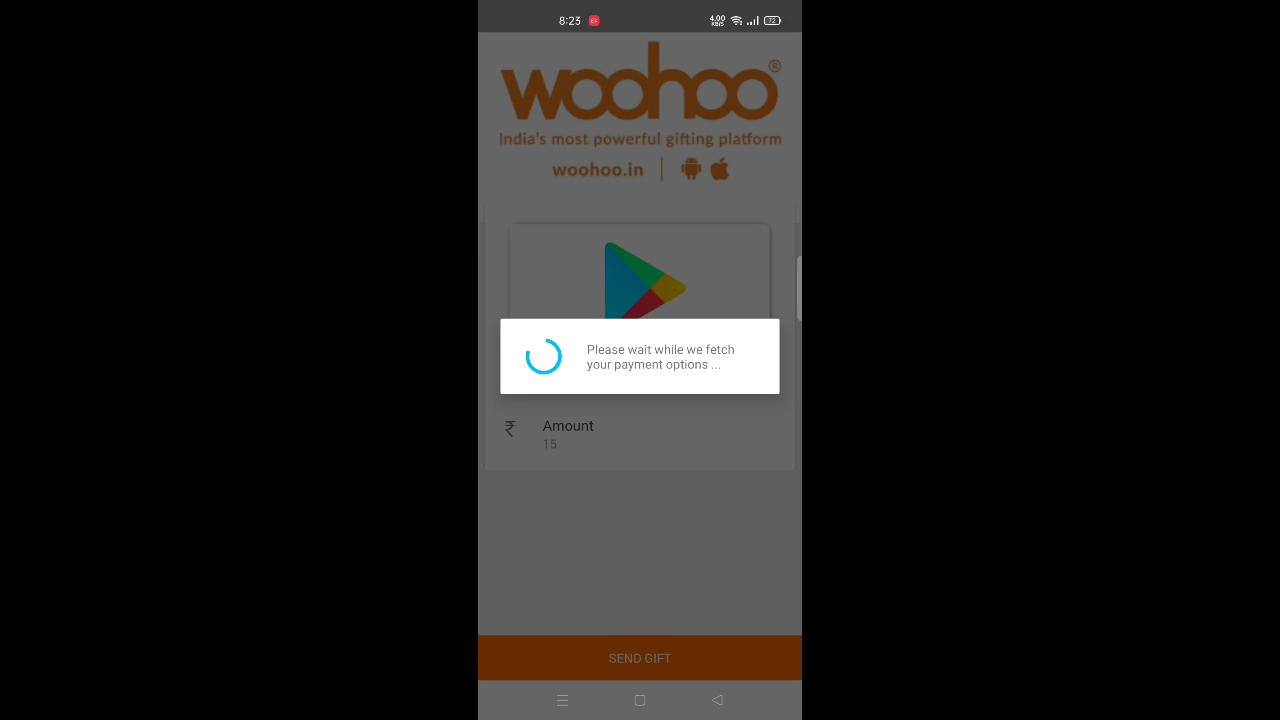 8:23
4.00
KB/S
72
woohoo®
India's most powerful gifting platform
woohoo.in
Please wait while we fetch
your payment options ...
₹
Amount
15
SEND GIFT